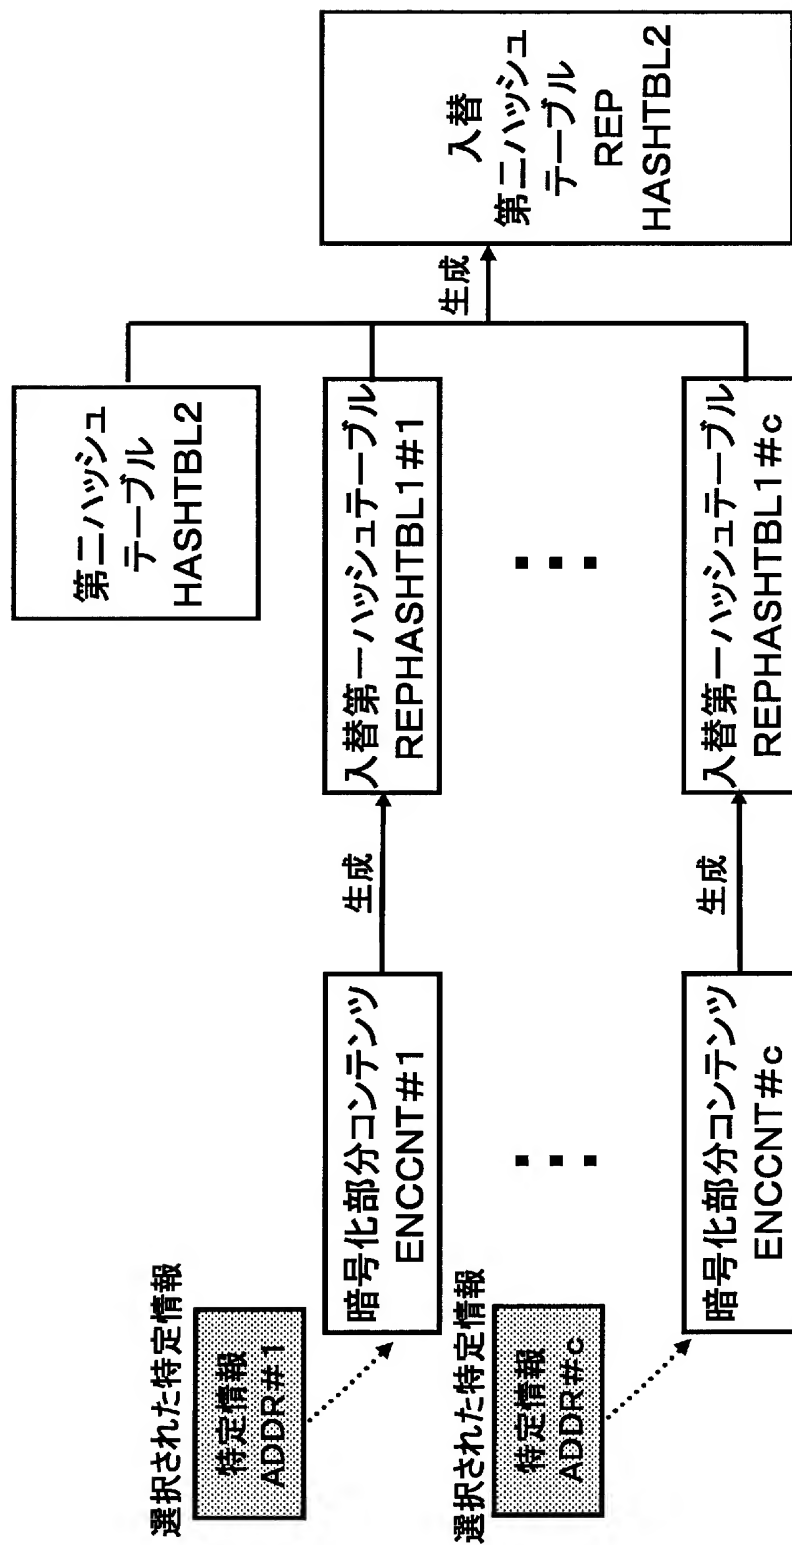 選択された特定情報
特定情報
ADDR#1
暗号化部分コンテンツ
ENCCNT#1
生成
入替第一ハッシュテーブル
REPHASHTBL1#1
第二ハッシュ
テーブル
HASHTBL2
選択された特定情報
特定情報
ADDR#c
暗号化部分コンテンツ
ENCCNT#c
生成
入替第一ハッシュテーブル
REPHASHTBL1#c
生成
入替
第二ハッシュ
テーブル
REP
HASHTBL2